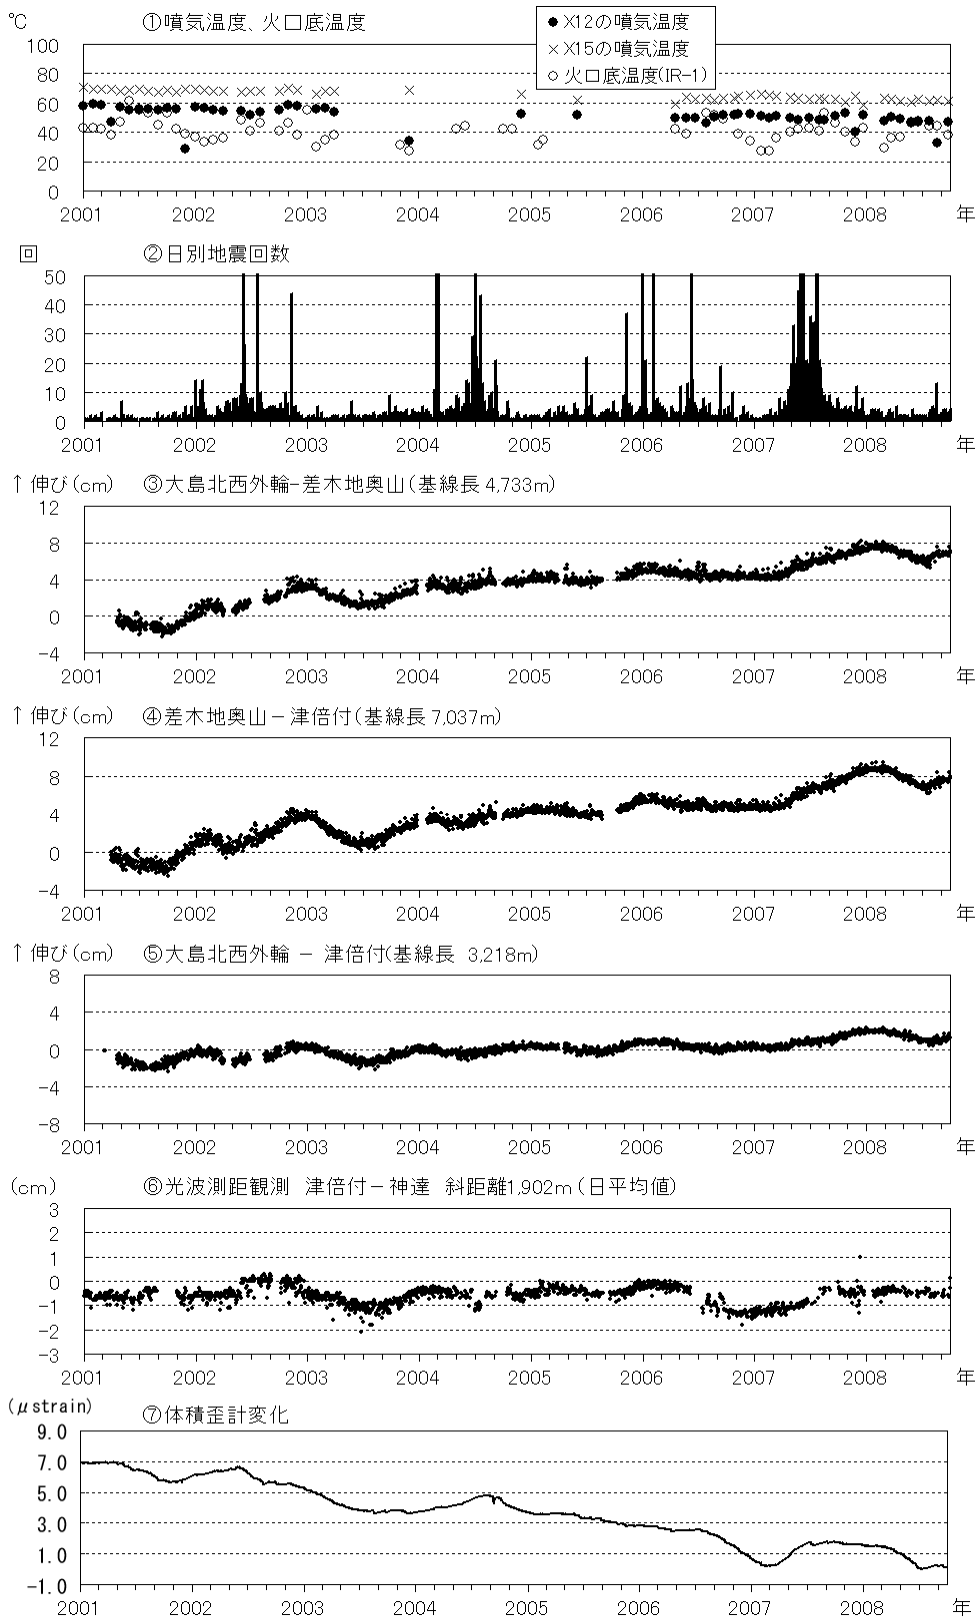 ℃ ①噴気温度、火口底温度
● X12の噴気温度
× X15の噴気温度
○ 火口底温度(IR-1)
100
80
60
40
20
0
2001 2002 2003 2004 2005 2006 2007 2008 年
回 ②日別地震回数
50
40
30
20
10
0
2001 2002 2003 2004 2005 2006 2007 2008 年
↑伸び(cm) ③大島北西外輪-差木地奥山(基線長 4,733m)
12
8
4
0
-4
2001 2002 2003 2004 2005 2006 2007 2008 年
↑伸び(cm) ④差木地奥山－津倍付(基線長 7,037m)
12
8
4
0
-4
2001 2002 2003 2004 2005 2006 2007 2008 年
↑伸び(cm) ⑤大島北西外輪 － 津倍付(基線長 3,218m)
8
4
0
-4
-8
2001 2002 2003 2004 2005 2006 2007 2008 年
(cm) ⑥光波測距観測 津倍付－神達 斜距離1,902m (日平均値)
3
2
1
0
-1
-2
-3
2001 2002 2003 2004 2005 2006 2007 2008 年
(μstrain) ⑦体積歪計変化
9.0
7.0
5.0
3.0
1.0
-1.0
2001 2002 2003 2004 2005 2006 2007 2008 年